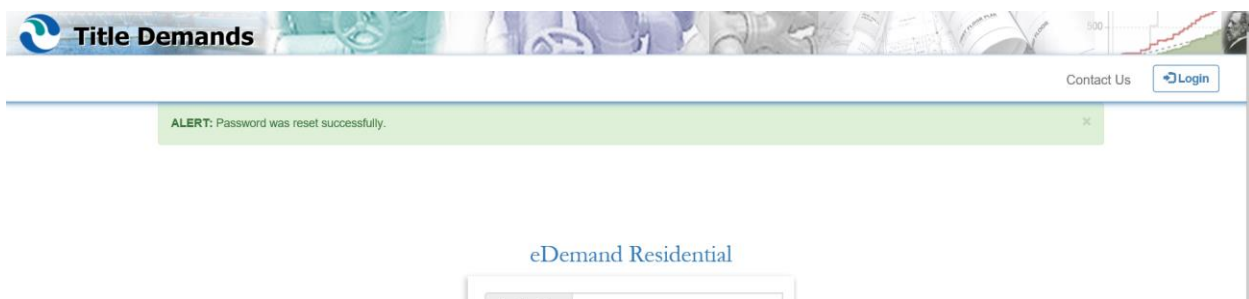 Title Demands
500
Contact Us
Login
ALERT: Password was reset successfully.
×
eDemand Residential